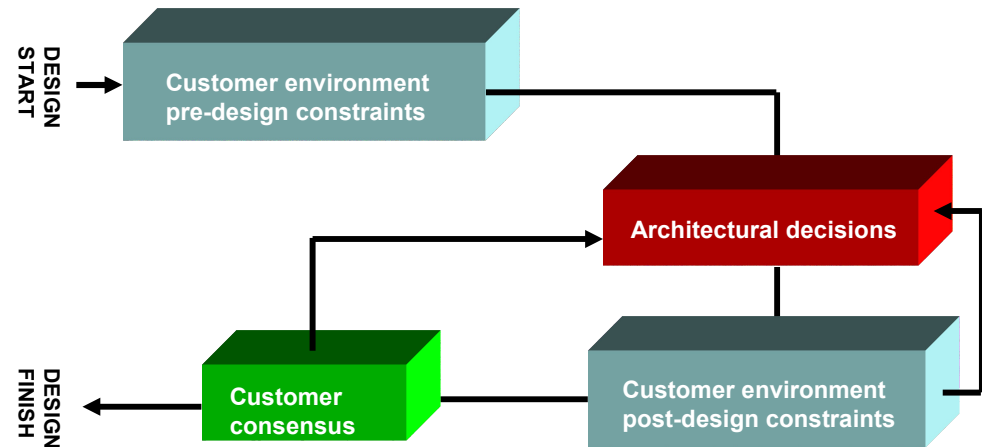 DESIGN
START
Customer environment
pre-design constraints
Architectural decisions
Customer environment
post-design constraints
Customer
consensus
DESIGN
FINISH